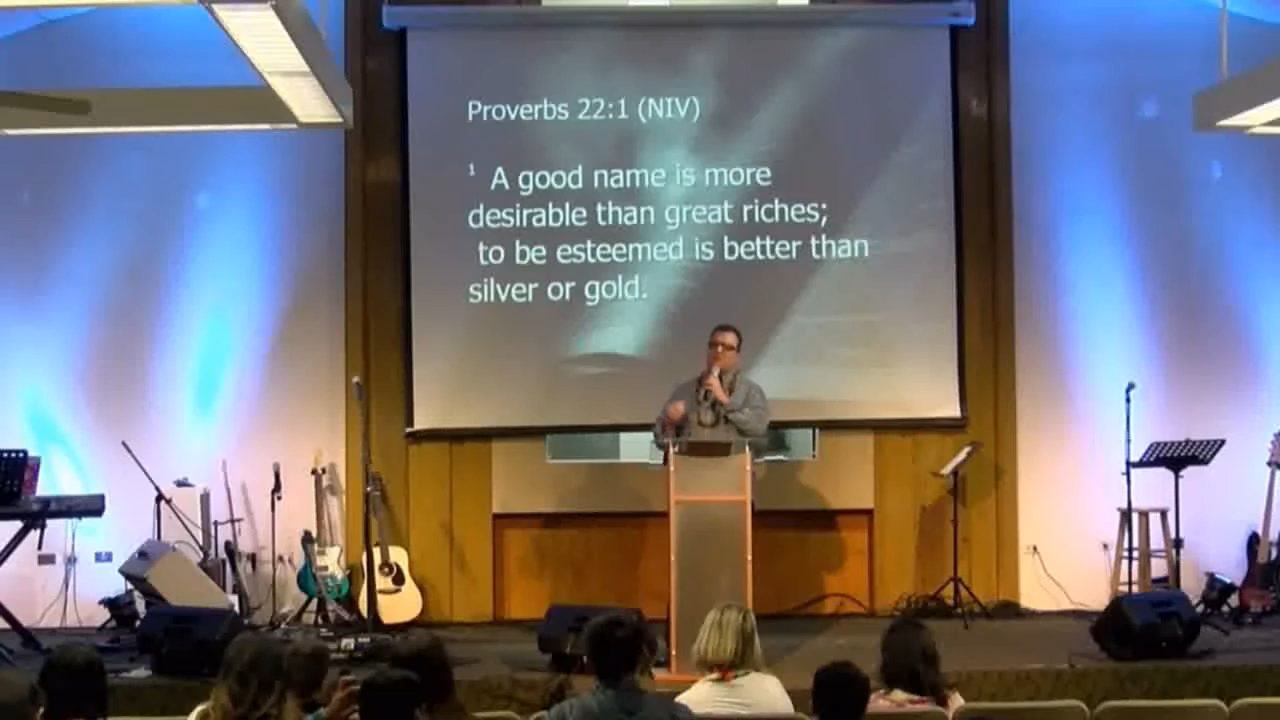 Proverbs 22:1 (NIV)
1 A good name is more
desirable than great riches;
to be esteemed is better than
silver or gold.